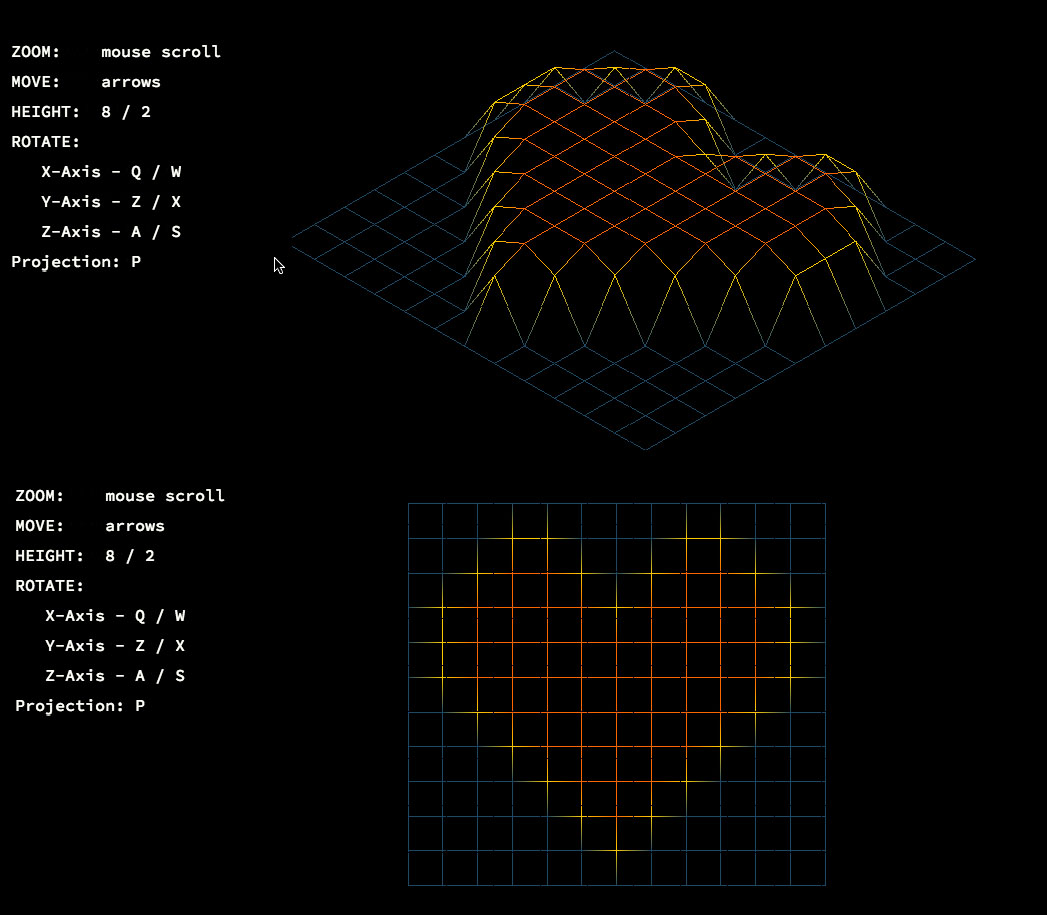 ZOOM: mouse scroll
MOVE: arrows
HEIGHT: 8 / 2
ROTATE:
X-Axis - Q / W
Y-Axis - Z / X
Z-Axis - A / S
Projection: P
ZOOM: mouse scroll
MOVE: arrows
HEIGHT: 8 / 2
ROTATE:
X-Axis - Q / W
Y-Axis - Z / X
Z-Axis - A / S
Projection: P